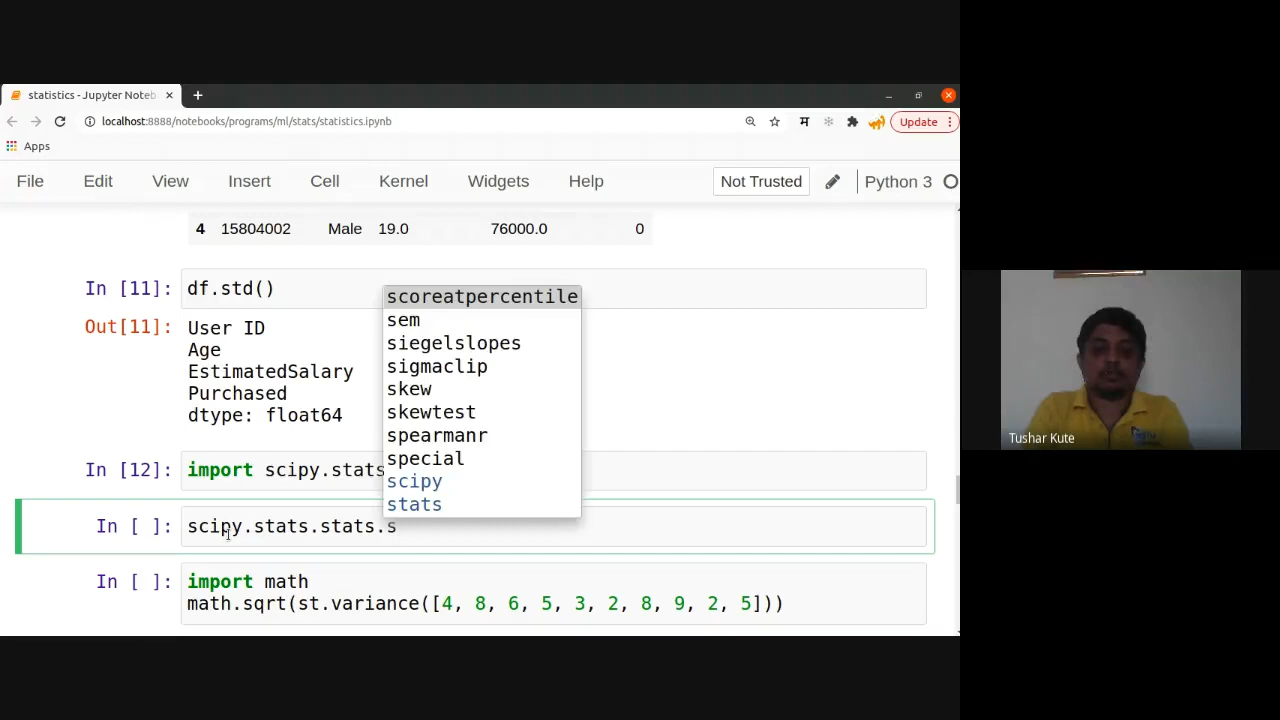 statistics - Jupyter Noteb
localhost:8888/notebooks/programs/ml/stats/statistics.ipynb
म
Update
Apps
File Edit View Insert Cell Kernel Widgets Help Not Trusted Python 3
4 15804002 Male 19.0 76000.0 0
In [11]: df.std()
Out[11]: User ID
Age
EstimatedSalary
Purchased
dtype: float64
scoreatpercentile
sem
siegelslopes
sigmaclip
skew
skewtest
spearmanr
special
scipy
stats
In [12]: import scipy.stats
In [ ]: scipy.stats.stats.s
In [ ]: import math
math.sqrt(st.variance([4, 8, 6, 5, 3, 2, 8, 9, 2, 5]))
Tushar Kute